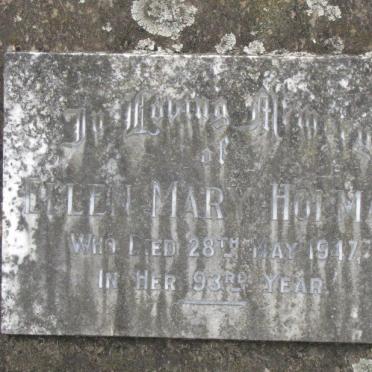 In Loving Memory
of
ELLEN MARY
WHO DIED 28TH MAY 1947,
IN HER 93RD YEAR